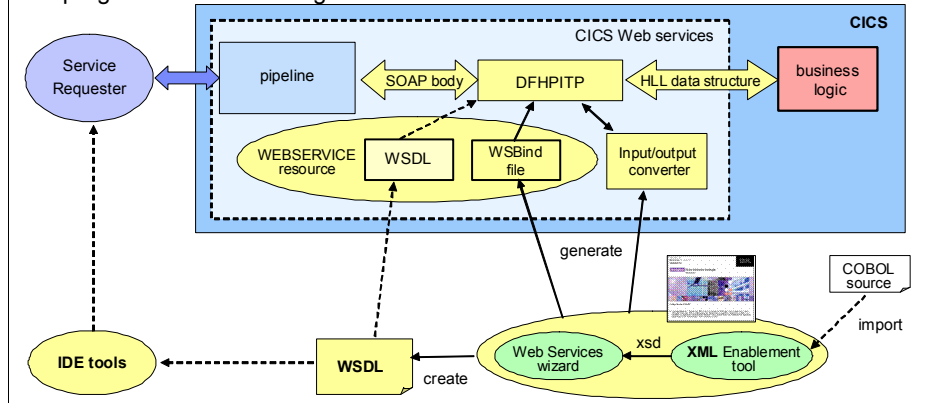 CICS
CICS Web services
Service
Requester
pipeline
SOAP body
DFHPITP
HLL data structure
business
logic
WEBSERVICE
resource
WSDL
WSBind
file
Input/output
converter
generate
COBOL
source
import
IDE tools
WSDL
create
Web Services
wizard
xsd
XML Enablement
tool